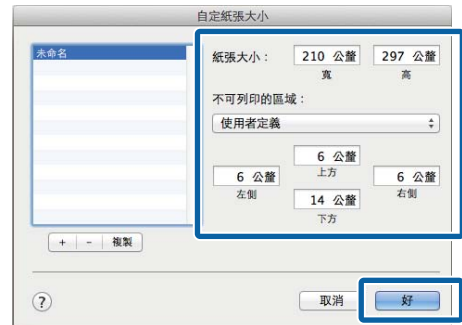 自定紙張大小
未命名
紙張大小： 210 公釐 297 公釐
寬 高
不可列印的區域：
使用者定義
6 公釐
上方
6 公釐 6 公釐
左側 右側
14 公釐
下方
+ - 複製
? 取消 好